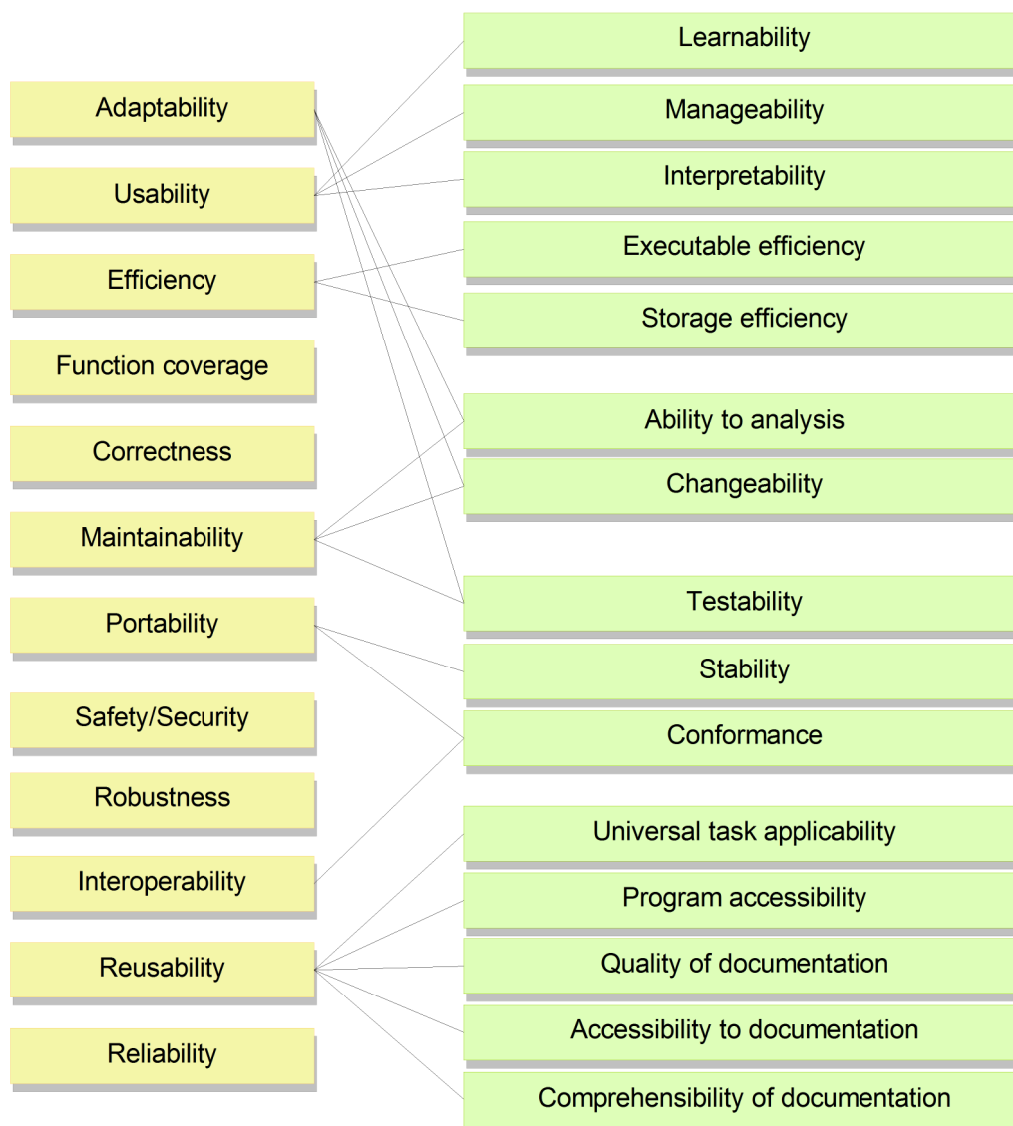 Adaptability
Usability
Efficiency
Function coverage
Correctness
Maintainability
Portability
Safety/Security
Robustness
Interoperability
Reusability
Reliability
Learnability
Manageability
Interpretability
Executable efficiency
Storage efficiency
Ability to analysis
Changeability
Testability
Stability
Conformance
Universal task applicability
Program accessibility
Quality of documentation
Accessibility to documentation
Comprehensibility of documentation